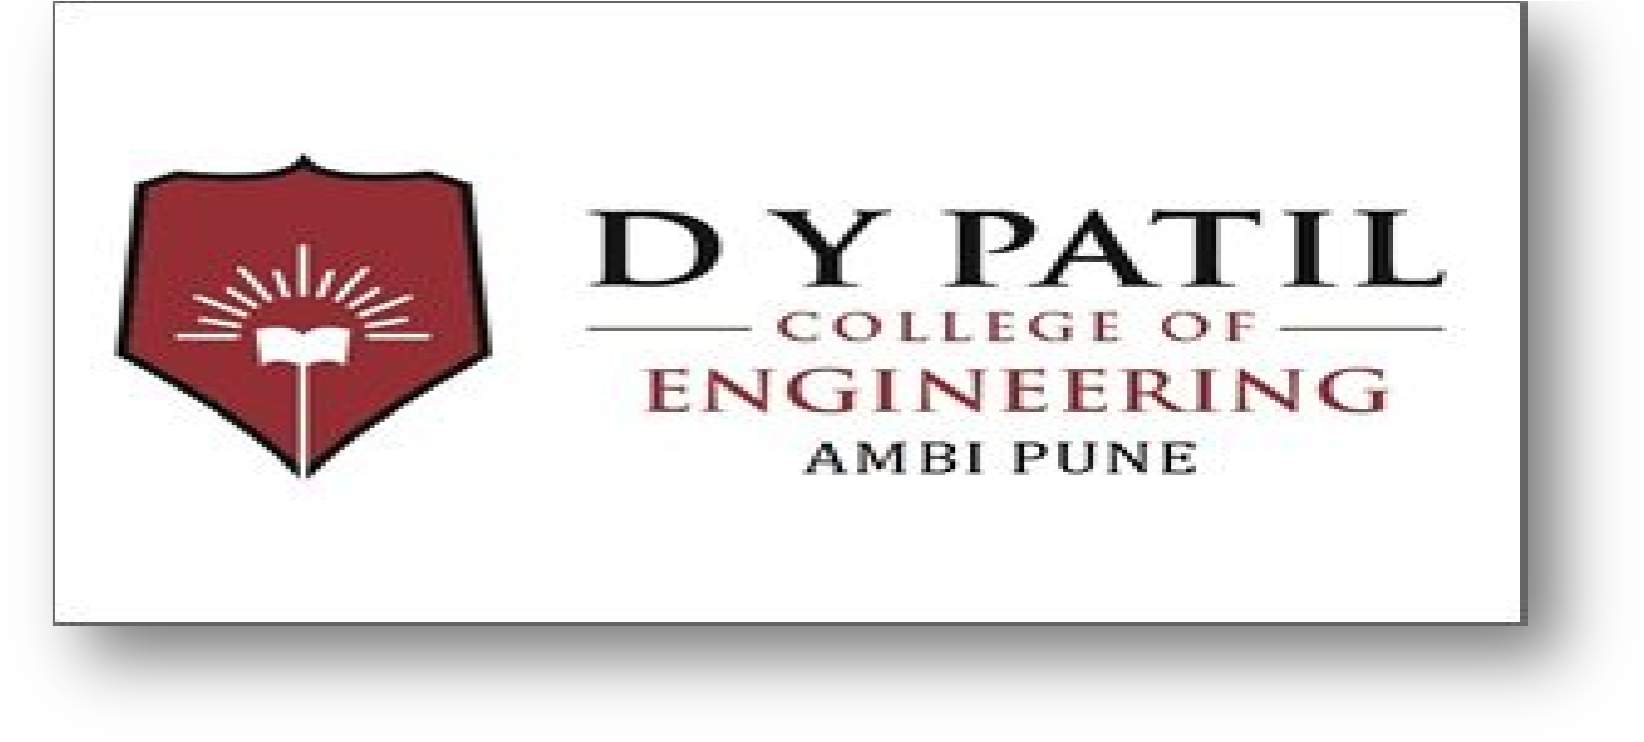 D Y PATIL
COLLEGE OF
ENGINEERING
AMBI PUNE